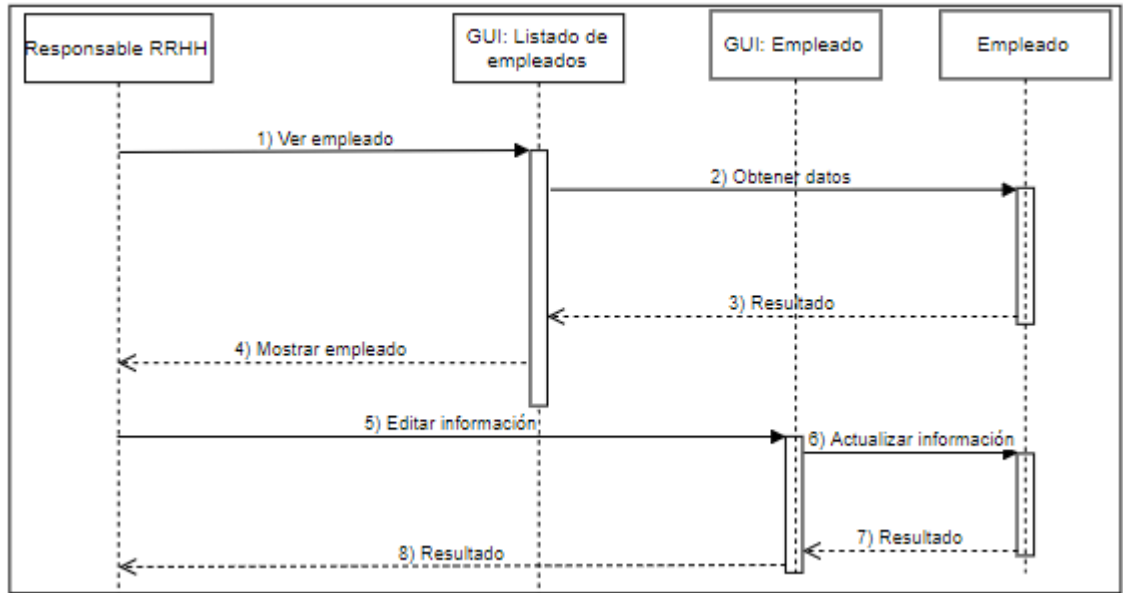 Responsable RRHH
GUI: Listado de
empleados
GUI: Empleado
Empleado
1) Ver empleado
2) Obtener datos
3) Resultado
4) Mostrar empleado
5) Editar información
6) Actualizar información
7) Resultado
8) Resultado